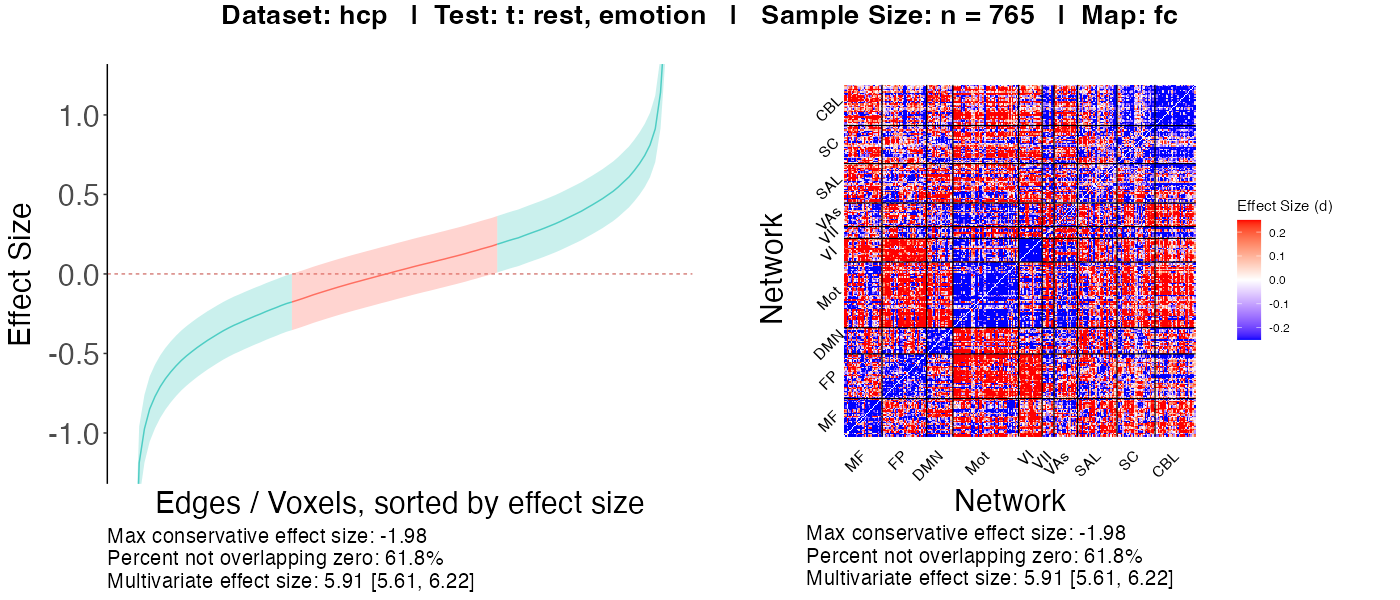 Dataset: hcp   |   Test: t: rest, emotion   |   Sample Size: n = 765   |   Map: fc
Effect Size
1.0
0.5
0.0
-0.5
-1.0
Edges / Voxels, sorted by effect size
Max conservative effect size: -1.98
Percent not overlapping zero: 61.8%
Multivariate effect size: 5.91 [5.61, 6.22]
Network
CBL
SC
SAL
VAs
VII
VI
Mot
DMN
FP
MF
MF
FP
DMN
Mot
VI
VII
VAs
SAL
SC
CBL
Network
Effect Size (d)
0.2
0.1
0.0
-0.1
-0.2
Max conservative effect size: -1.98
Percent not overlapping zero: 61.8%
Multivariate effect size: 5.91 [5.61, 6.22]